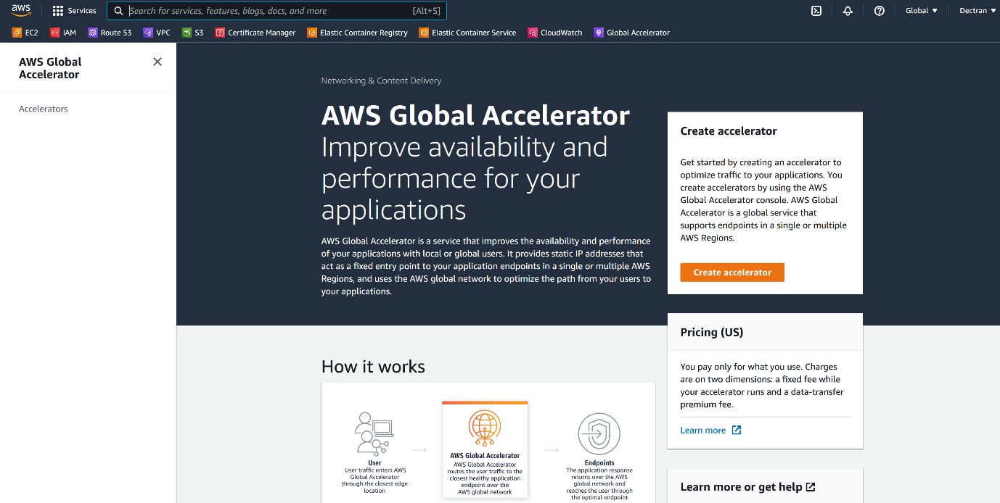 aws
Services
Search for services, features, blogs, docs, and more
[Alt+S]
Global
Dectran
EC2
IAM
Route 53
VPC
S3
Certificate Manager
Elastic Container Registry
Elastic Container Service
CloudWatch
Global Accelerator
AWS Global
Accelerator
Accelerators
Networking & Content Delivery
AWS Global Accelerator
Improve availability and
performance for your
applications
AWS Global Accelerator is a service that improves the availability and performance
of your applications with local or global users. It provides static IP addresses that
act as a fixed entry point to your application endpoints in a single or multiple AWS
Regions, and uses the AWS global network to optimize the path from your users to
your applications.
Create accelerator
Get started by creating an accelerator to
optimize traffic to your applications. You
create accelerators by using the AWS
Global Accelerator console. AWS Global
Accelerator is a global service that
supports endpoints in a single or multiple
AWS Regions.
Create accelerator
Pricing (US)
You pay only for what you use. Charges
are on two dimensions: a fixed fee while
your accelerator runs and a data-transfer
premium fee.
Learn more
Learn more or get help
How it works
User
User traffic enters AWS
Global Accelerator
through the closest edge
location
AWS Global Accelerator
AWS Global Accelerator
routes the user traffic to the
closest healthy application
endpoint over the
AWS global network
Endpoints
The application response
returns over the AWS
global network and
reaches the user through
the optimal endpoint